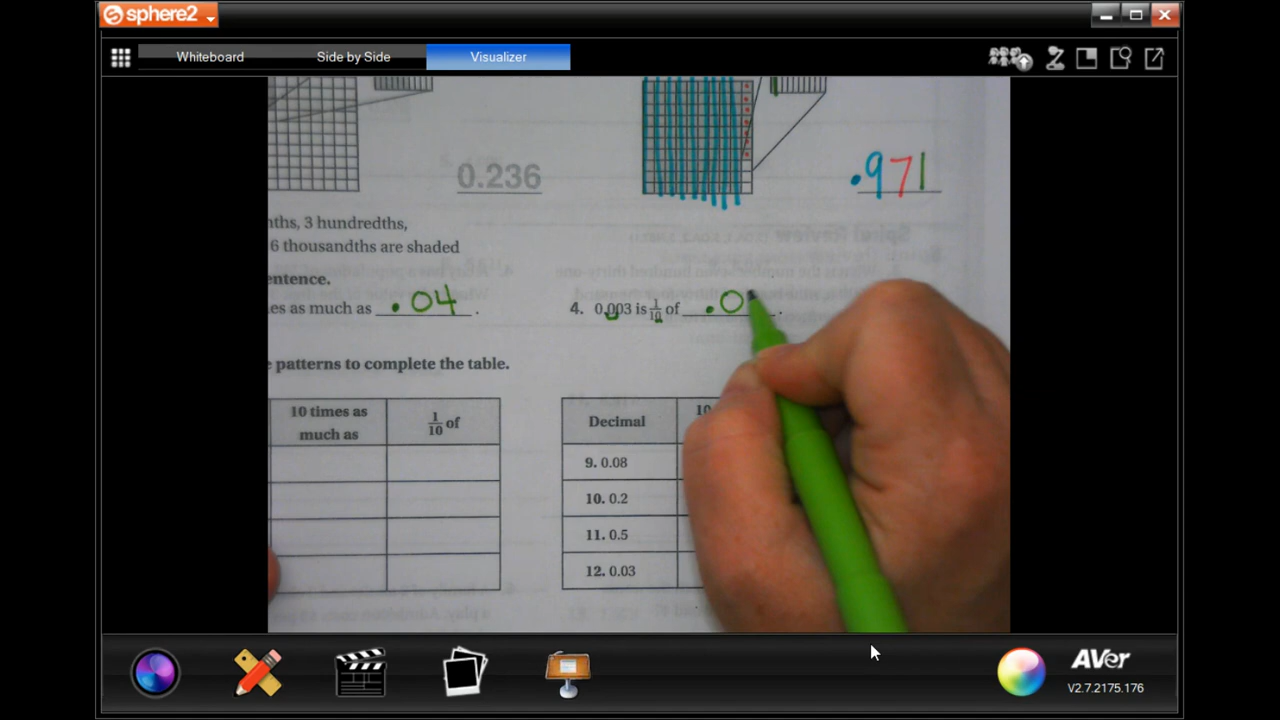 sphere2
Whiteboard Side by Side Visualizer
0.236
.971
ths, 3 hundredths,
6 thousandths are shaded
entence.
es as much as .04 .
4. 0.003 is 1/10 of .0 .
e patterns to complete the table.
10 times as
much as
1/10 of
Decimal
10
9. 0.08
10. 0.2
11. 0.5
12. 0.03
AVer
V2.7.2175.176